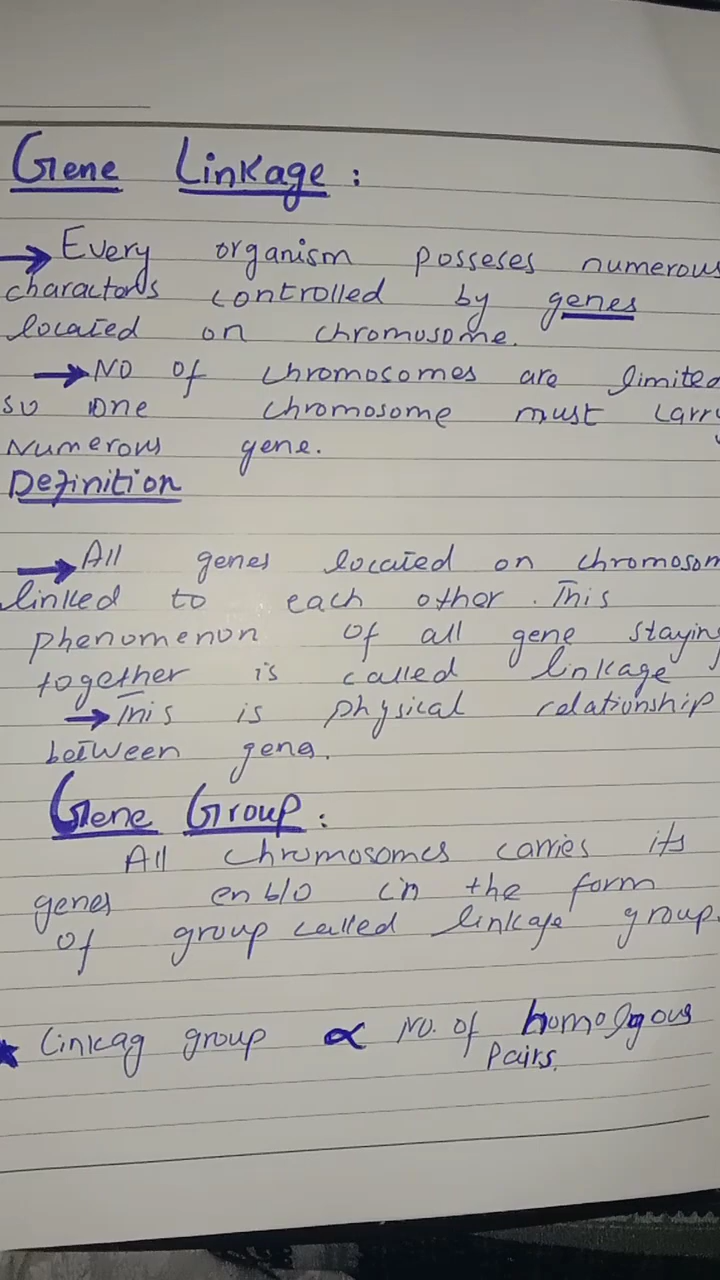 Gene Linkage :
→ Every organism posseses numerous
charactors controlled by genes
located on chromosome.
→ No of chromosomes are limited
so one chromosome must carry
Numerous gene.
Definition
→ All genes located on chromosom
linked to each other. This
phenomenon of all gene staying
together is called linkage
→ This is physical relationship
between gene.
Gene Group :
All chromosomes carries its
genes enblo in the form
of group called linkage group.
★ Linkag group ∝ No. of homologous
Pairs.